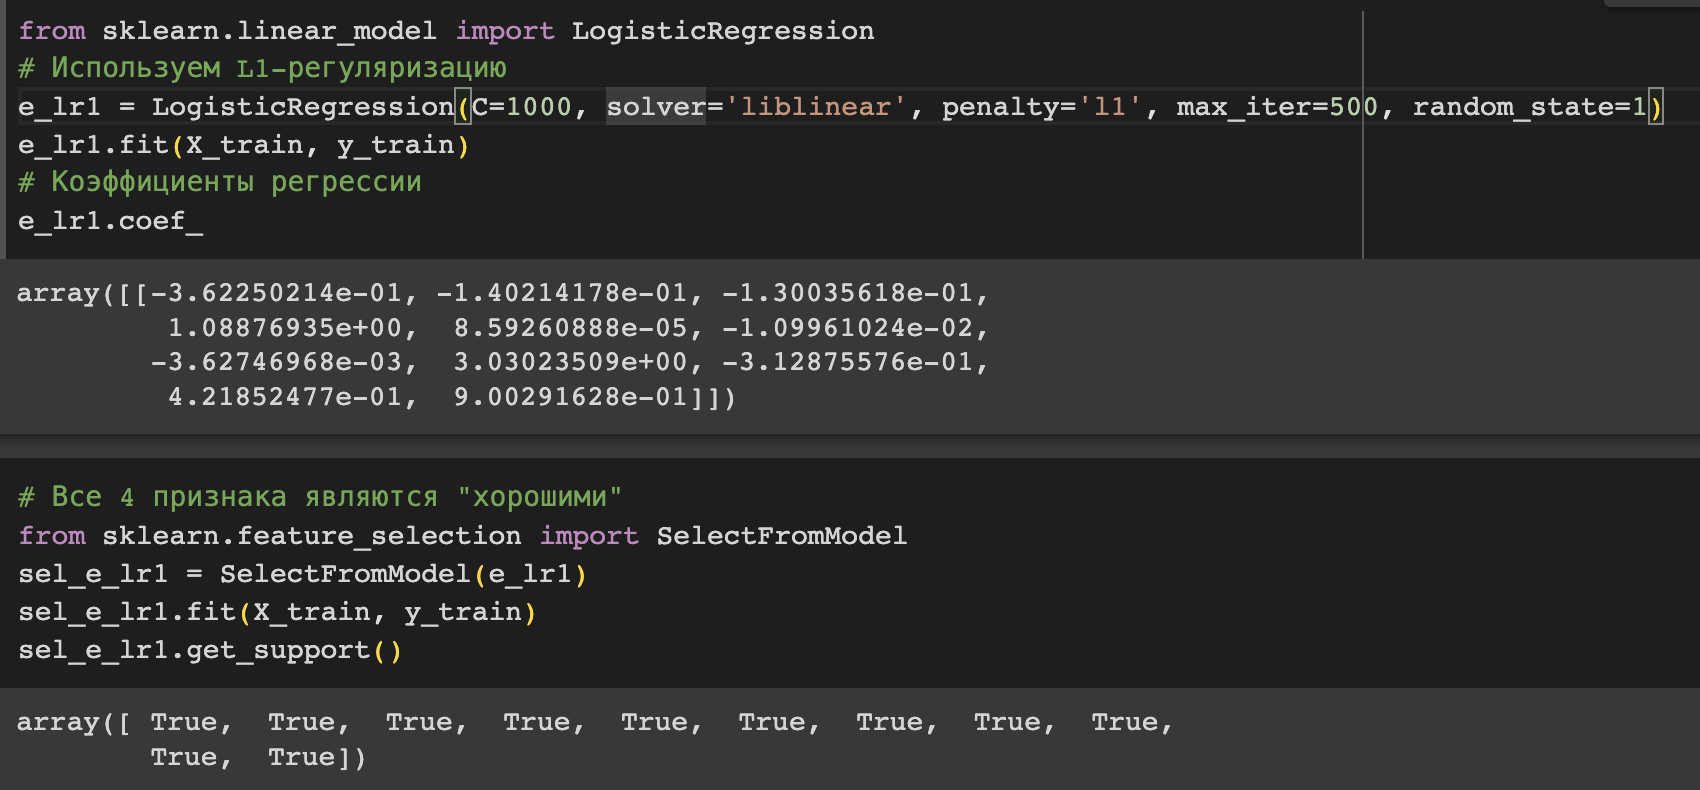 from sklearn.linear_model import LogisticRegression
# Используем L1-регуляризацию
e_lr1 = LogisticRegression(C=1000, solver='liblinear', penalty='l1', max_iter=500, random_state=1)
e_lr1.fit(X_train, y_train)
# Коэффициенты регрессии
e_lr1.coef_
array([[-3.62250214e-01, -1.40214178e-01, -1.30035618e-01,
1.08876935e+00, 8.59260888e-05, -1.09961024e-02,
-3.62746968e-03, 3.03023509e+00, -3.12875576e-01,
4.21852477e-01, 9.00291628e-01]])
# Все 4 признака являются "хорошими"
from sklearn.feature_selection import SelectFromModel
sel_e_lr1 = SelectFromModel(e_lr1)
sel_e_lr1.fit(X_train, y_train)
sel_e_lr1.get_support()
array([ True, True, True, True, True, True, True, True, True,
True, True])